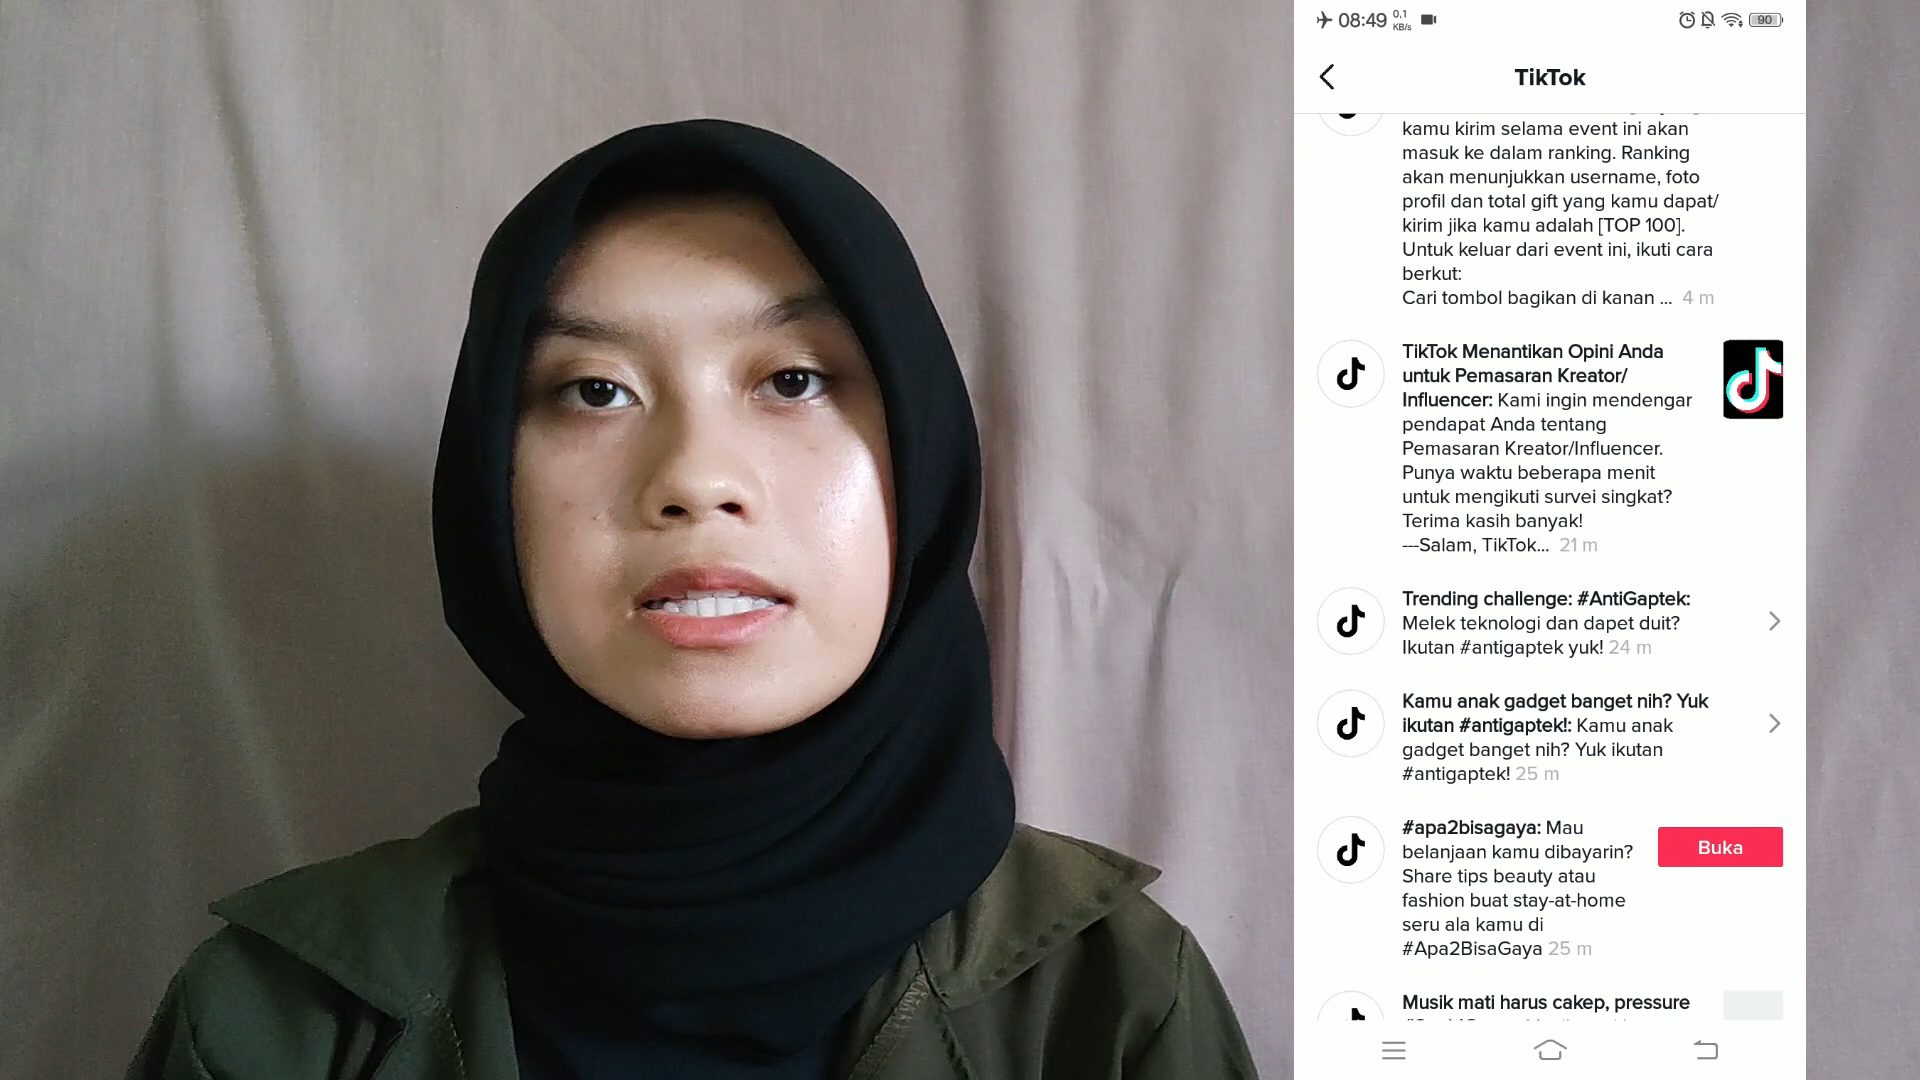 08:49 0,1 KB/s 90
TikTok
kamu kirim selama event ini akan
masuk ke dalam ranking. Ranking
akan menunjukkan username, foto
profil dan total gift yang kamu dapat/
kirim jika kamu adalah [TOP 100].
Untuk keluar dari event ini, ikuti cara
berkut:
Cari tombol bagikan di kanan ... 4 m
TikTok Menantikan Opini Anda
untuk Pemasaran Kreator/
Influencer: Kami ingin mendengar
pendapat Anda tentang
Pemasaran Kreator/Influencer.
Punya waktu beberapa menit
untuk mengikuti survei singkat?
Terima kasih banyak!
---Salam, TikTok... 21 m
Trending challenge: #AntiGaptek:
Melek teknologi dan dapet duit?
Ikutan #antigaptek yuk! 24 m
Kamu anak gadget banget nih? Yuk
ikutan #antigaptek!: Kamu anak
gadget banget nih? Yuk ikutan
#antigaptek! 25 m
#apa2bisagaya: Mau
belanjaan kamu dibayarin?
Share tips beauty atau
fashion buat stay-at-home
seru ala kamu di
#Apa2BisaGaya 25 m
Buka
Musik mati harus cakep, pressure